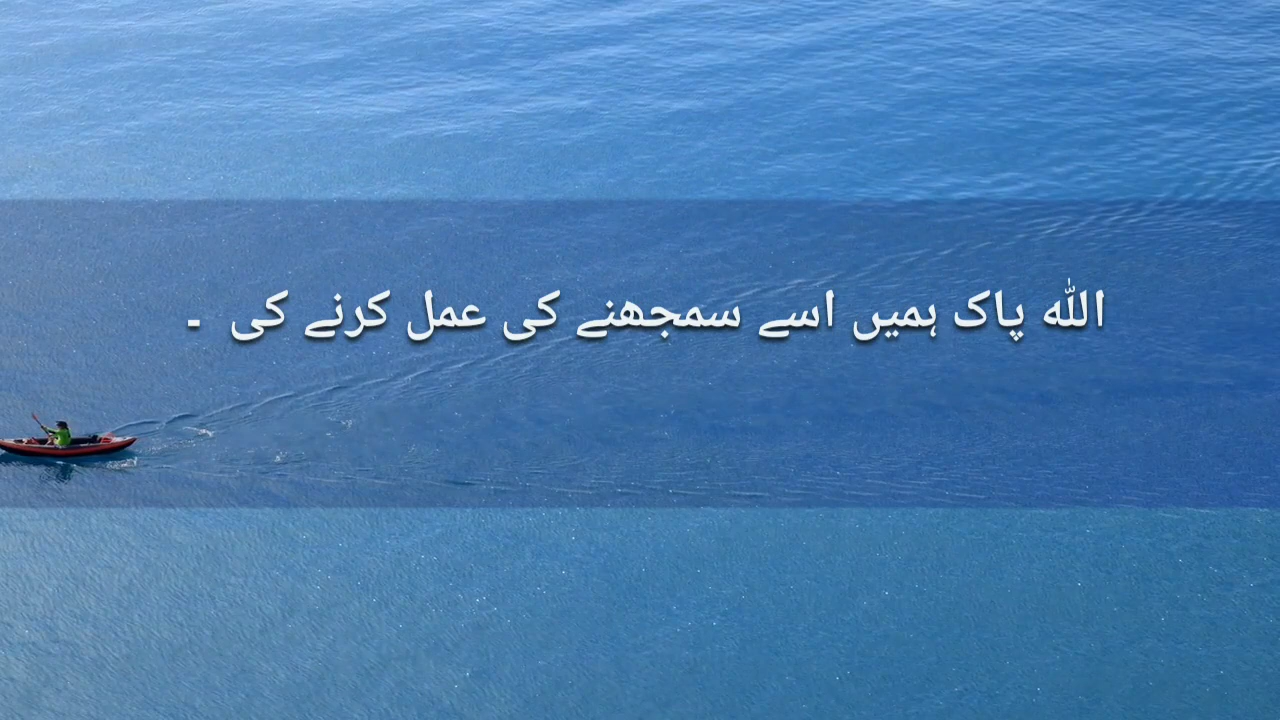 اللہ پاک ہمیں اسے سمجھنے کی عمل کرنے کی ۔